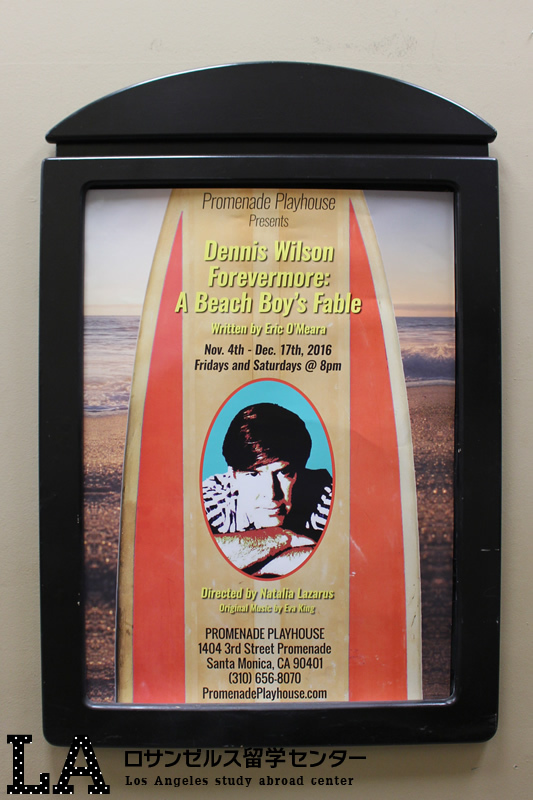 Promenade Playhouse
Presents
Dennis Wilson
Forevermore:
A Beach Boy's Fable
Written by Eric O'Meara
Nov. 4th - Dec. 17th, 2016
Fridays and Saturdays @ 8pm
Directed by Natalia Lazarus
Original Music by Eva King
PROMENADE PLAYHOUSE
1404 3rd Street Promenade
Santa Monica, CA 90401
(310) 656-8070
PromenadePlayhouse.com
LA ロサンゼルス留学センター
Los Angeles study abroad center